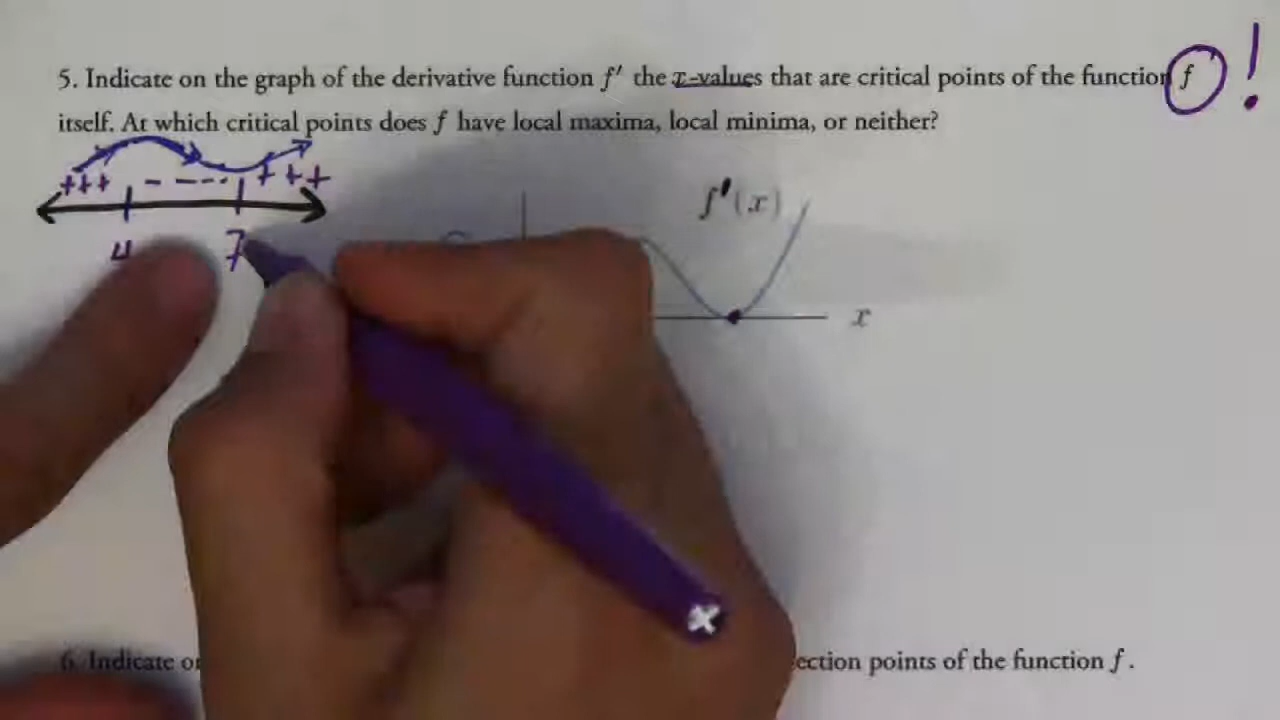 5. Indicate on the graph of the derivative function f′ the x-values that are critical points of the function f !
itself. At which critical points does f have local maxima, local minima, or neither?
+++ - ---- +++
4 7
f′(x)
x
6. Indicate
ection points of the function f.